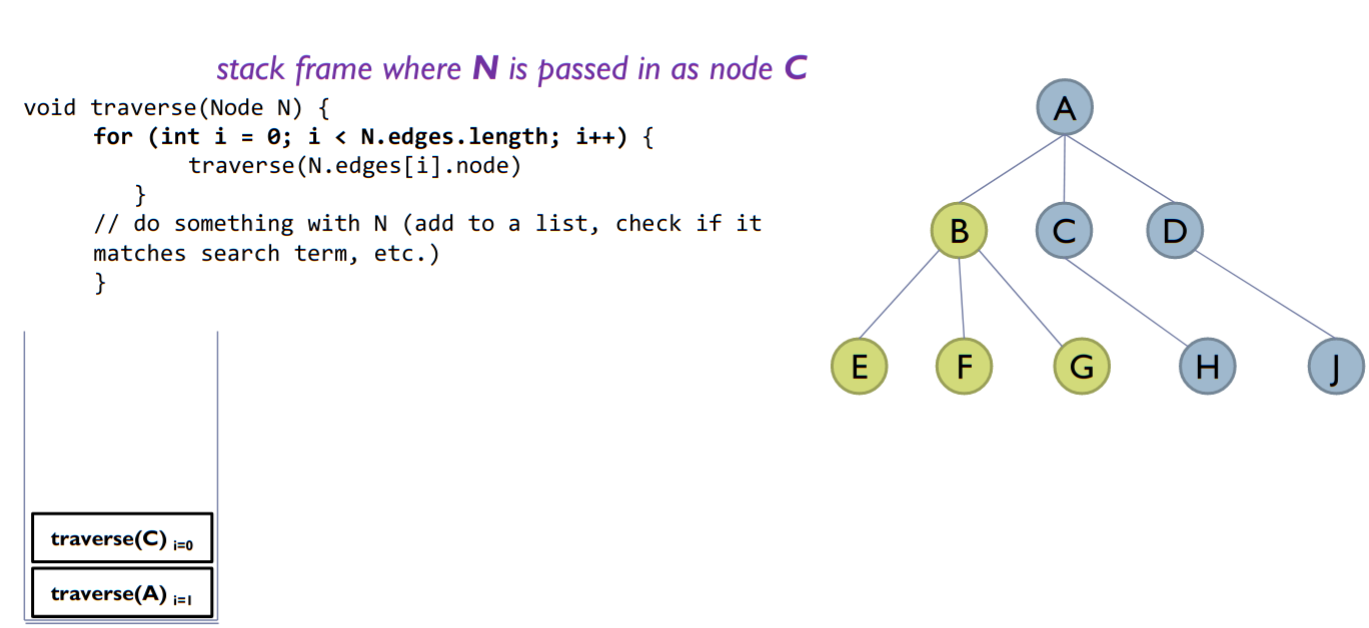 stack frame where N is passed in as node C
void traverse(Node N) {
for (int i = 0; i < N.edges.length; i++) {
traverse(N.edges[i].node)
}
// do something with N (add to a list, check if it
matches search term, etc.)
}
A
B C D
E F G H J
traverse(C) i=0
traverse(A) i=1